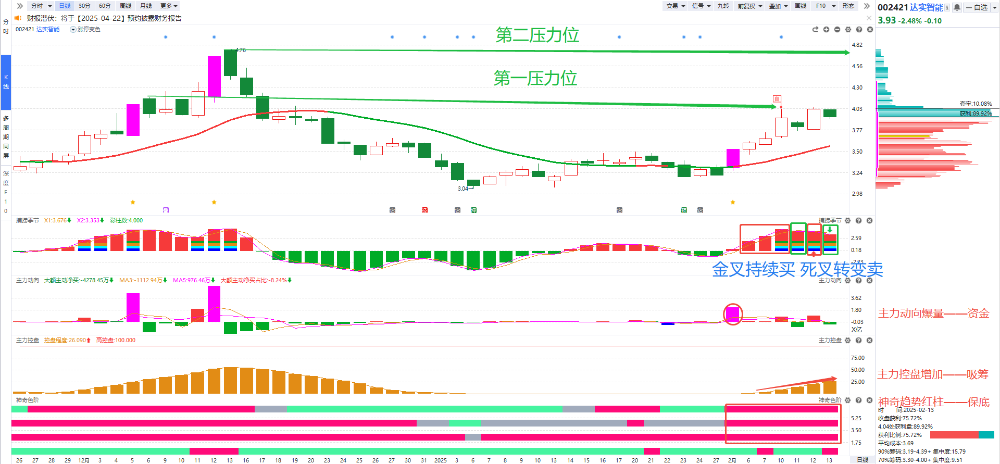 分时 日线 30分 60分 周线 月线 更多
交易 信号 九转 前复权 叠加 画线 F10 形态
002421 达实智能 自选
3.93 -2.48% -0.10
财报潜伏：将于【2025-04-22】预约披露财务报告
002421 达实智能 涨停变色
分时
K线
多周期同屏
深度F10
第二压力位
4.76
第一压力位
3.04
4.82
4.56
4.30
4.03
3.77
3.50
3.24
2.98
套牢:10.08%
获利:89.92%
捕捞季节 X1:3.676 X2:3.353 彩柱数:4.000
捕捞季节
2.59
0.18
-2.23
金叉持续买 死叉转变卖
主力动向 大额主动净买:-4278.45万 MA3:-1112.94万 MA5:976.46万 大额主动净买占比:-8.24%
主力动向
3.62
1.80
-0.03
X亿
主力动向爆量——资金
主力控盘 控盘程度:26.090 高控盘:100.000
主力控盘
75.00
50.00
25.00
主力控盘增加——吸筹
神奇色阶
神奇色阶
5.25
3.50
1.75
神奇趋势红柱——保底
时 间:2025-02-13
收盘获利:75.72%
4.04处获利盘:89.92%
获利比例:75.72%
平均成本:3.69
90%筹码:3.19-4.39+ 集中度:15.79
70%筹码:3.30-4.00+ 集中度:9.51
26 27 28 29 12月 3 4 5 6 9 10 11 12 13 16 17 18 19 20 23 24 25 26 27 30 31 2025 3 6 7 8 9 10 13 14 15 16 17 20 21 22 23 24 27 2月 6 7 10 11 12 13 日线